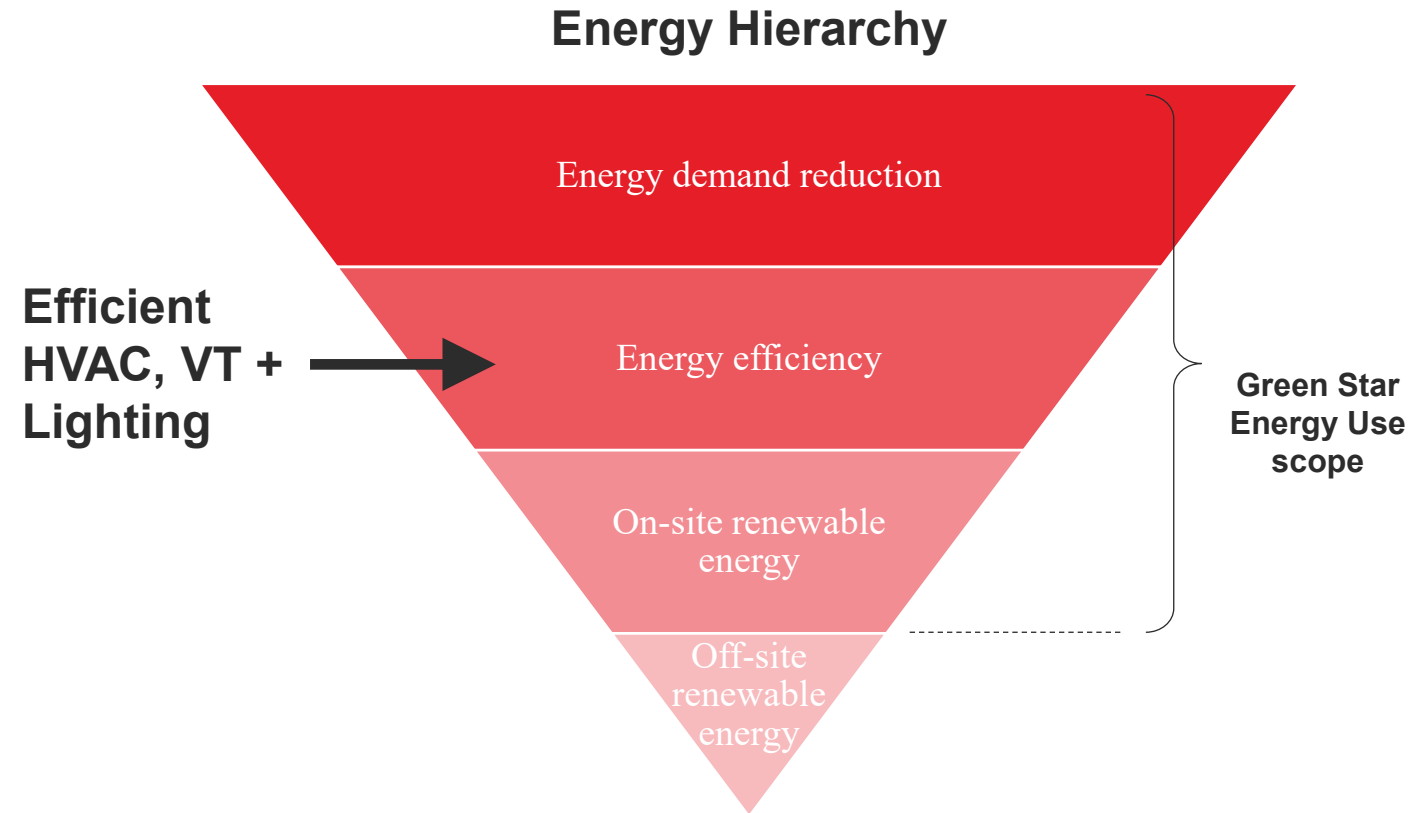 Energy Hierarchy
Energy demand reduction
Efficient
HVAC, VT +
Lighting
Energy efficiency
Green Star
Energy Use
scope
On-site renewable
energy
Off-site
renewable
energy